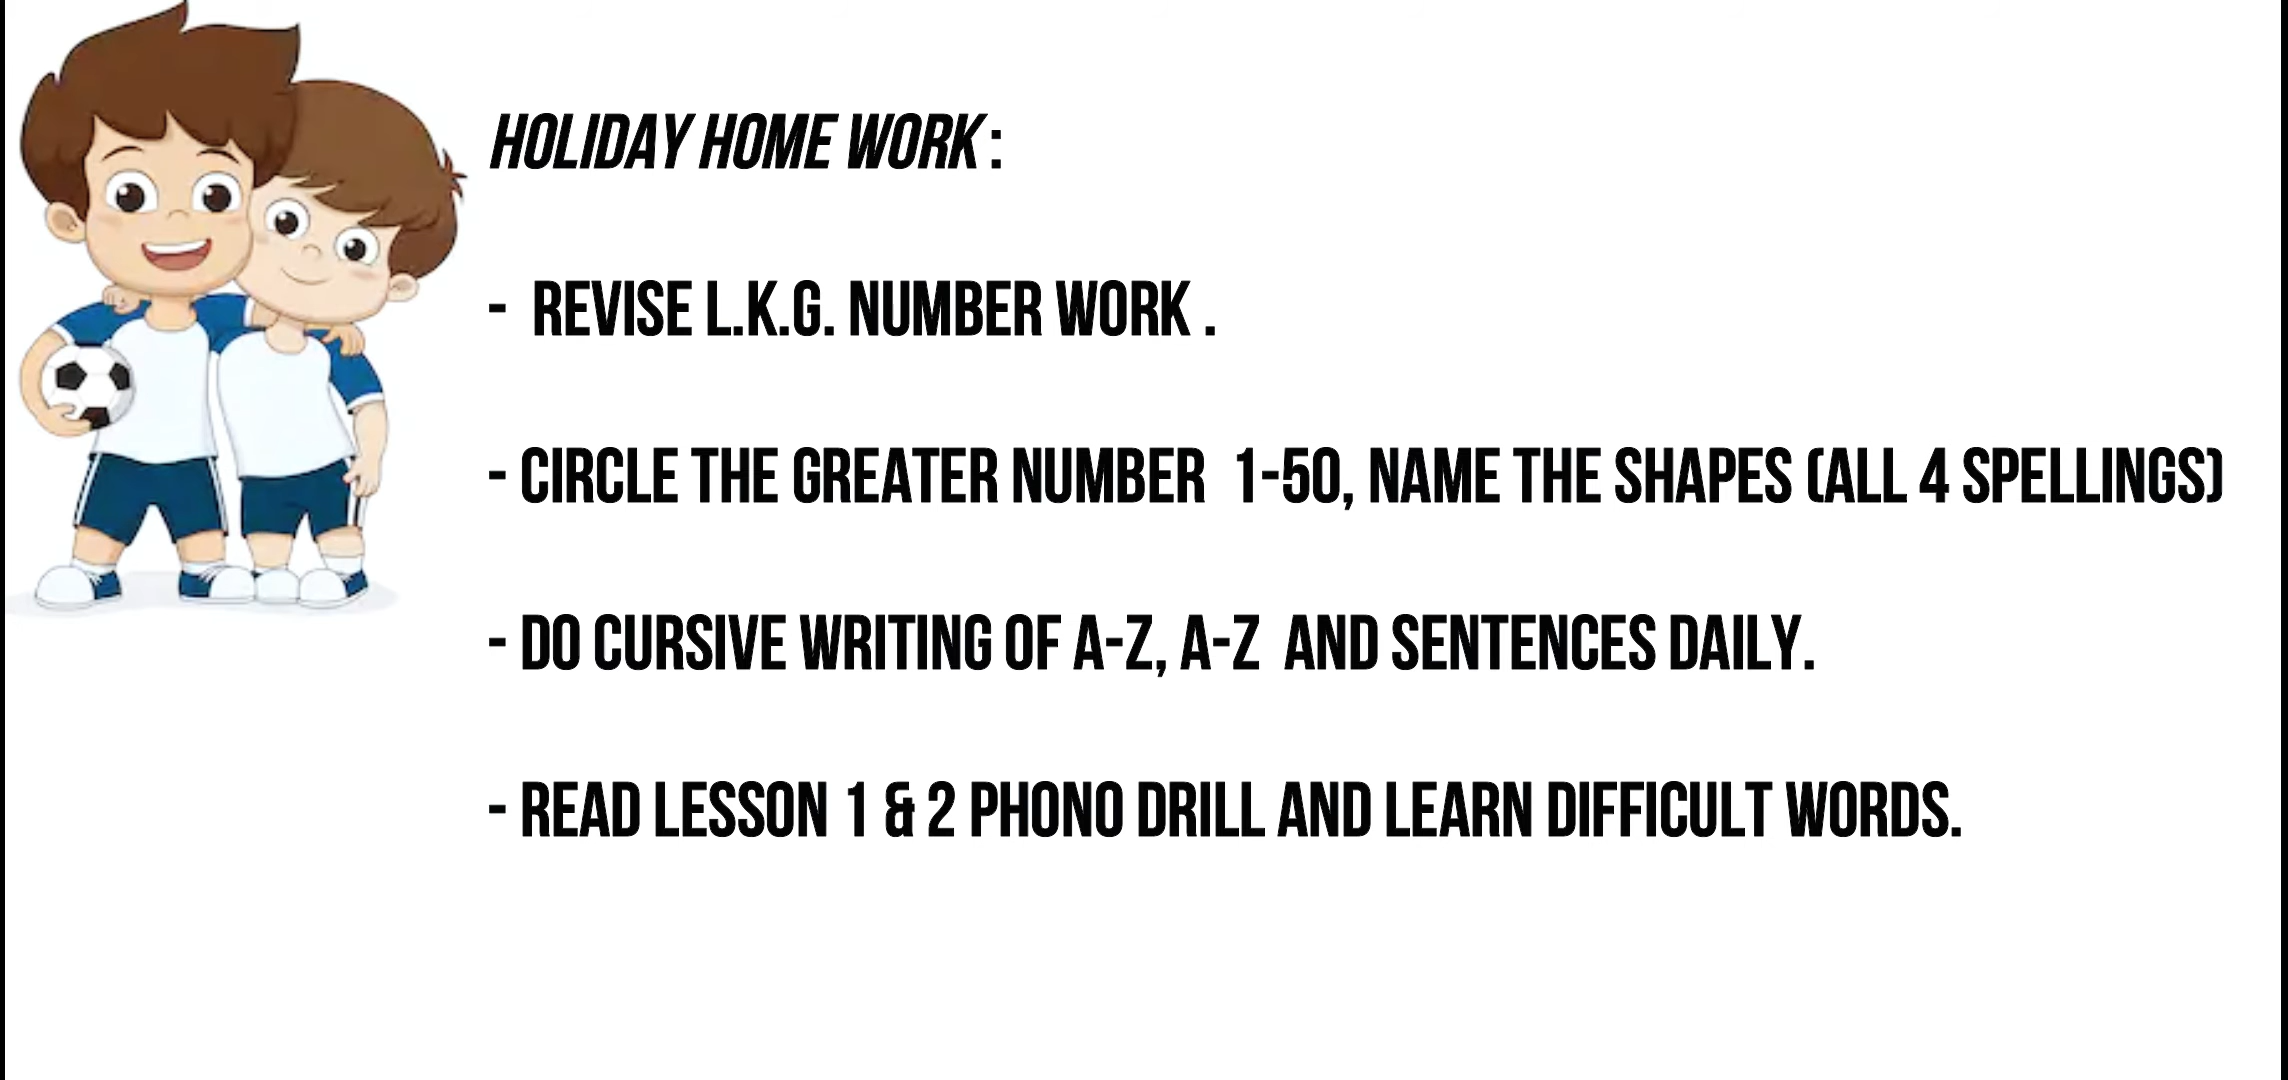 HOLIDAY HOME WORK:
- REVISE L.K.G. NUMBER WORK .
- CIRCLE THE GREATER NUMBER 1-50, NAME THE SHAPES (ALL 4 SPELLINGS)
- DO CURSIVE WRITING OF A-Z, A-Z AND SENTENCES DAILY.
- READ LESSON 1 & 2 PHONO DRILL AND LEARN DIFFICULT WORDS.